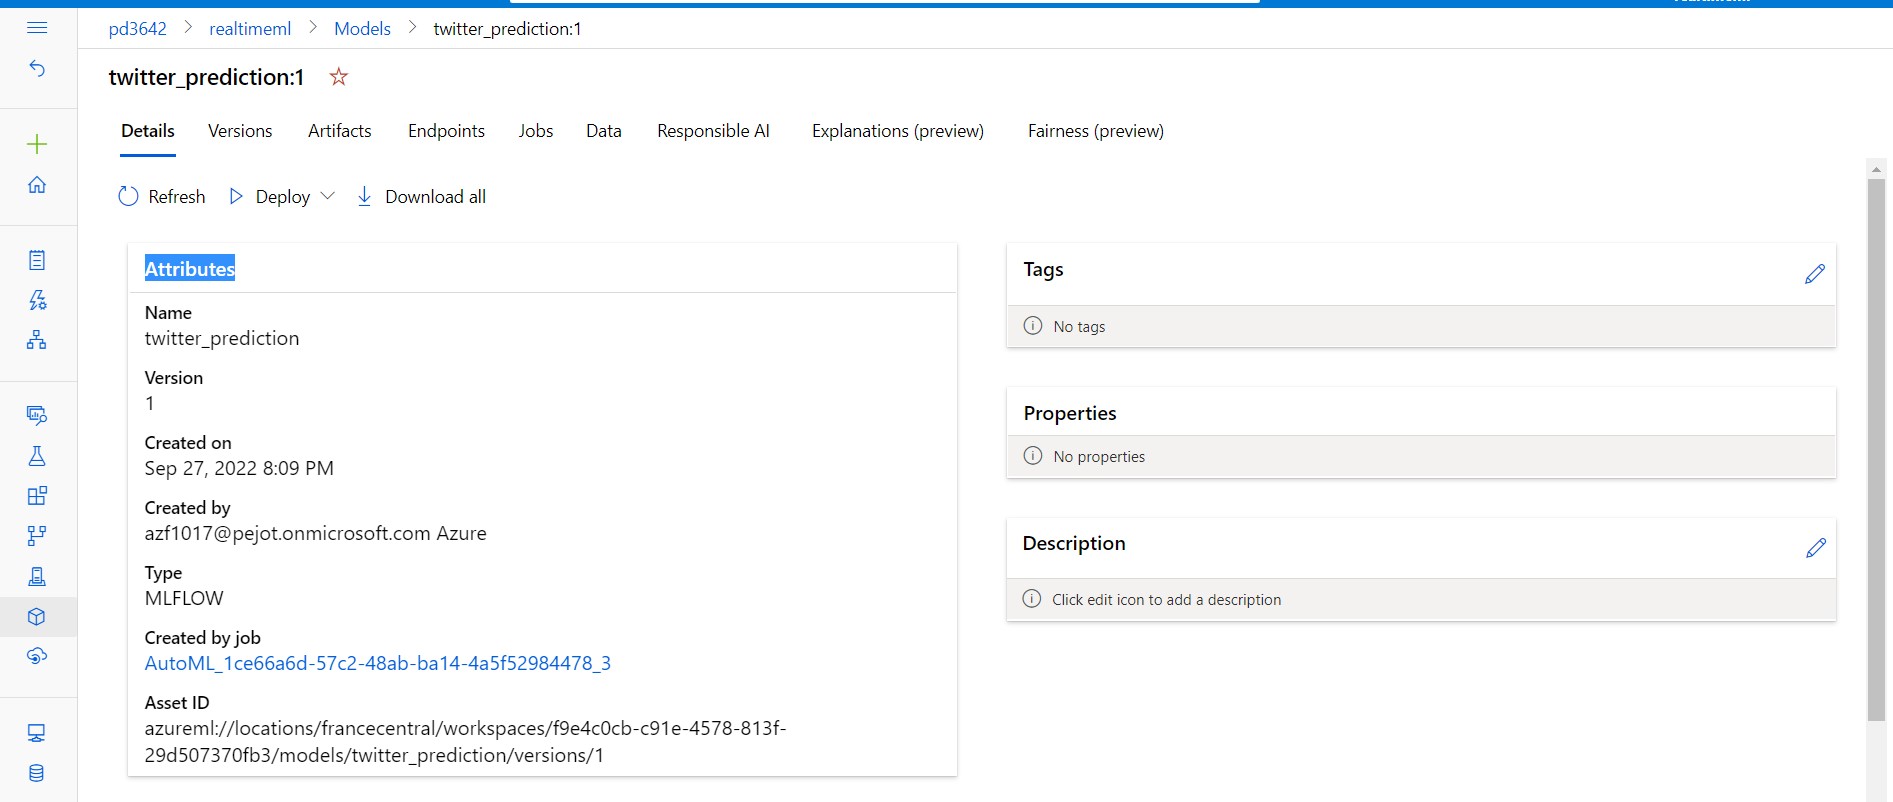 pd3642 > realtimeml > Models > twitter_prediction:1
twitter_prediction:1
Details Versions Artifacts Endpoints Jobs Data Responsible AI Explanations (preview) Fairness (preview)
Refresh Deploy Download all
Attributes
Name
twitter_prediction
Version
1
Created on
Sep 27, 2022 8:09 PM
Created by
azf1017@pejot.onmicrosoft.com Azure
Type
MLFLOW
Created by job
AutoML_1ce66a6d-57c2-48ab-ba14-4a5f52984478_3
Asset ID
azureml://locations/francecentral/workspaces/f9e4c0cb-c91e-4578-813f-
29d507370fb3/models/twitter_prediction/versions/1
Tags
No tags
Properties
No properties
Description
Click edit icon to add a description